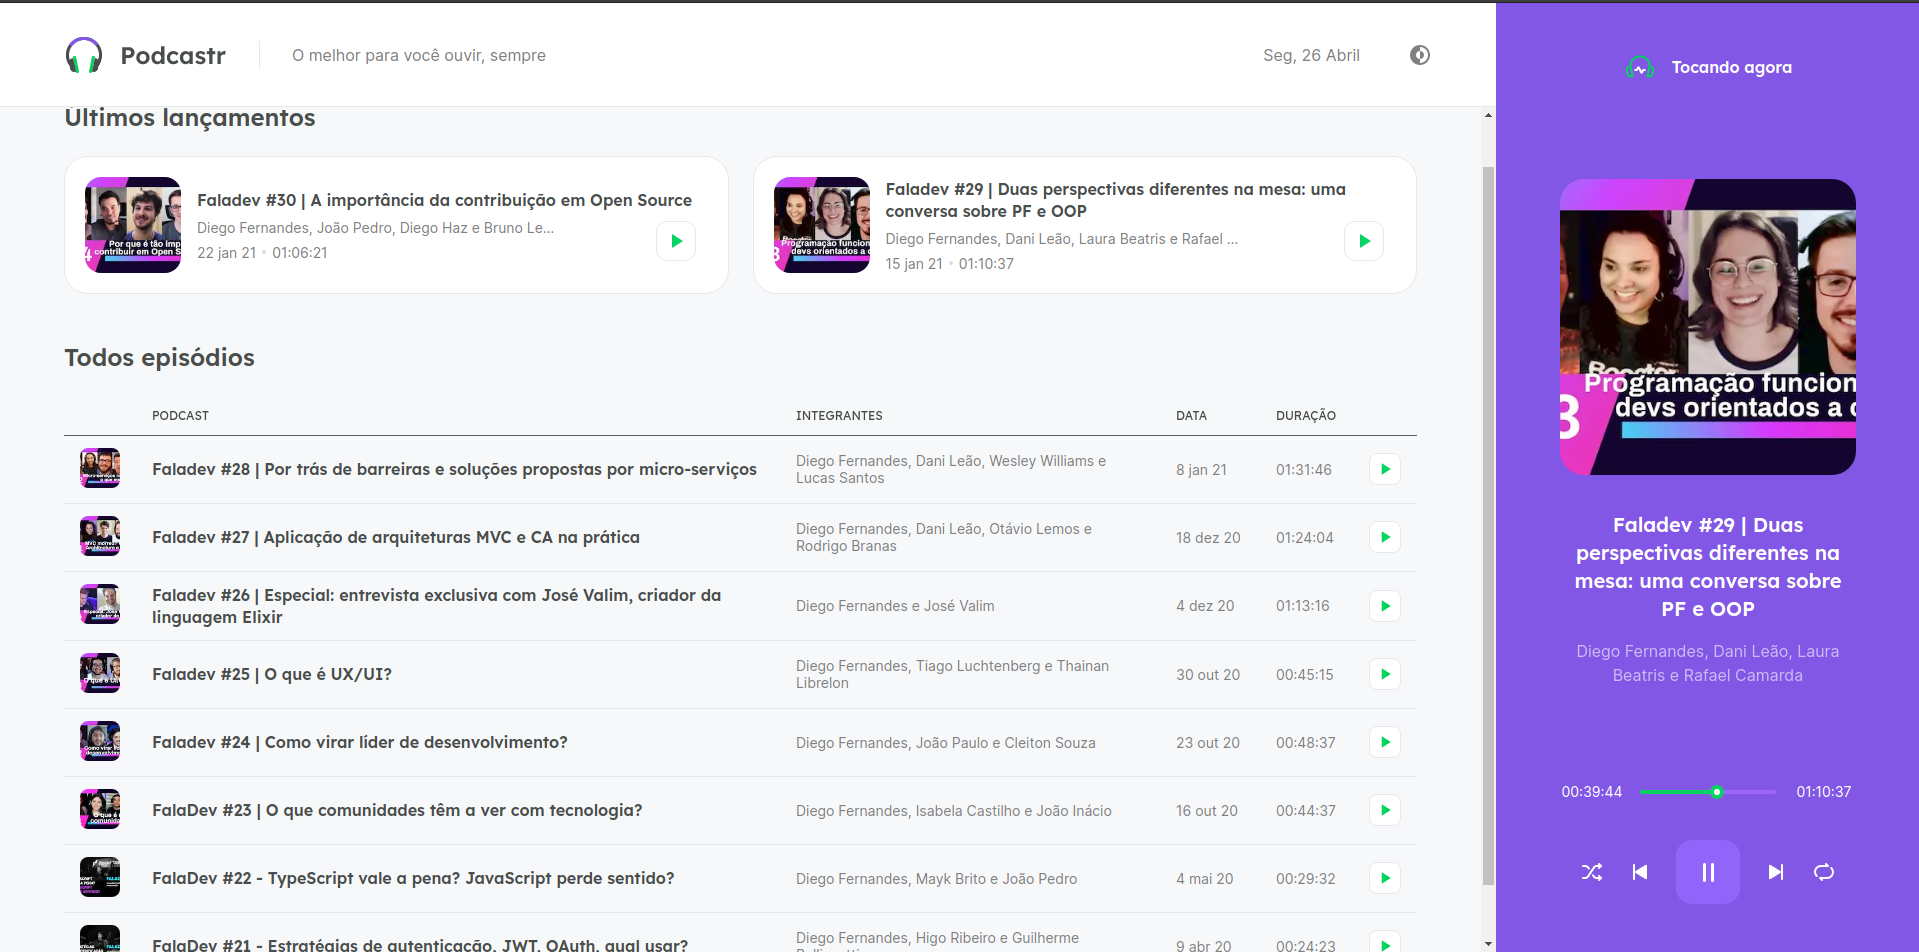 Podcastr
O melhor para você ouvir, sempre
Seg, 26 Abril
Últimos lançamentos
Por que é tão imp
contribuir em Open S
Faladev #30 | A importância da contribuição em Open Source
Diego Fernandes, João Pedro, Diego Haz e Bruno Le...
22 jan 21 • 01:06:21
Programação funcion
devs orientados a c
Faladev #29 | Duas perspectivas diferentes na mesa: uma
conversa sobre PF e OOP
Diego Fernandes, Dani Leão, Laura Beatris e Rafael ...
15 jan 21 • 01:10:37
Todos episódios
PODCAST INTEGRANTES DATA DURAÇÃO
Faladev #28 | Por trás de barreiras e soluções propostas por micro-serviços
Diego Fernandes, Dani Leão, Wesley Williams e
Lucas Santos
8 jan 21
01:31:46
Faladev #27 | Aplicação de arquiteturas MVC e CA na prática
Diego Fernandes, Dani Leão, Otávio Lemos e
Rodrigo Branas
18 dez 20
01:24:04
Faladev #26 | Especial: entrevista exclusiva com José Valim, criador da
linguagem Elixir
Diego Fernandes e José Valim
4 dez 20
01:13:16
Faladev #25 | O que é UX/UI?
Diego Fernandes, Tiago Luchtenberg e Thainan
Librelon
30 out 20
00:45:15
Faladev #24 | Como virar líder de desenvolvimento?
Diego Fernandes, João Paulo e Cleiton Souza
23 out 20
00:48:37
FalaDev #23 | O que comunidades têm a ver com tecnologia?
Diego Fernandes, Isabela Castilho e João Inácio
16 out 20
00:44:37
FalaDev #22 - TypeScript vale a pena? JavaScript perde sentido?
Diego Fernandes, Mayk Brito e João Pedro
4 mai 20
00:29:32
FalaDev #21 - Estratégias de autenticação, JWT, OAuth, qual usar?
Diego Fernandes, Higo Ribeiro e Guilherme
9 abr 20
00:24:23
Tocando agora
Programação funcion
3 devs orientados a c
Faladev #29 | Duas
perspectivas diferentes na
mesa: uma conversa sobre
PF e OOP
Diego Fernandes, Dani Leão, Laura
Beatris e Rafael Camarda
00:39:44
01:10:37